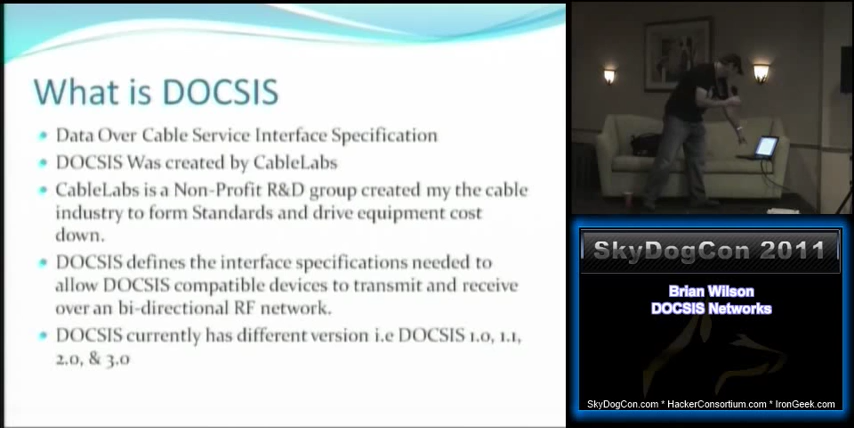 What is DOCSIS
Data Over Cable Service Interface Specification
DOCSIS Was created by CableLabs
CableLabs is a Non-Profit R&D group created my the cable
industry to form Standards and drive equipment cost
down.
DOCSIS defines the interface specifications needed to
allow DOCSIS compatible devices to transmit and receive
over an bi-directional RF network.
DOCSIS currently has different version i.e DOCSIS 1.0, 1.1,
2.0, & 3.0
SkyDogCon 2011
Brian Wilson
DOCSIS Networks
SkyDogCon.com * HackerConsortium.com * IronGeek.com